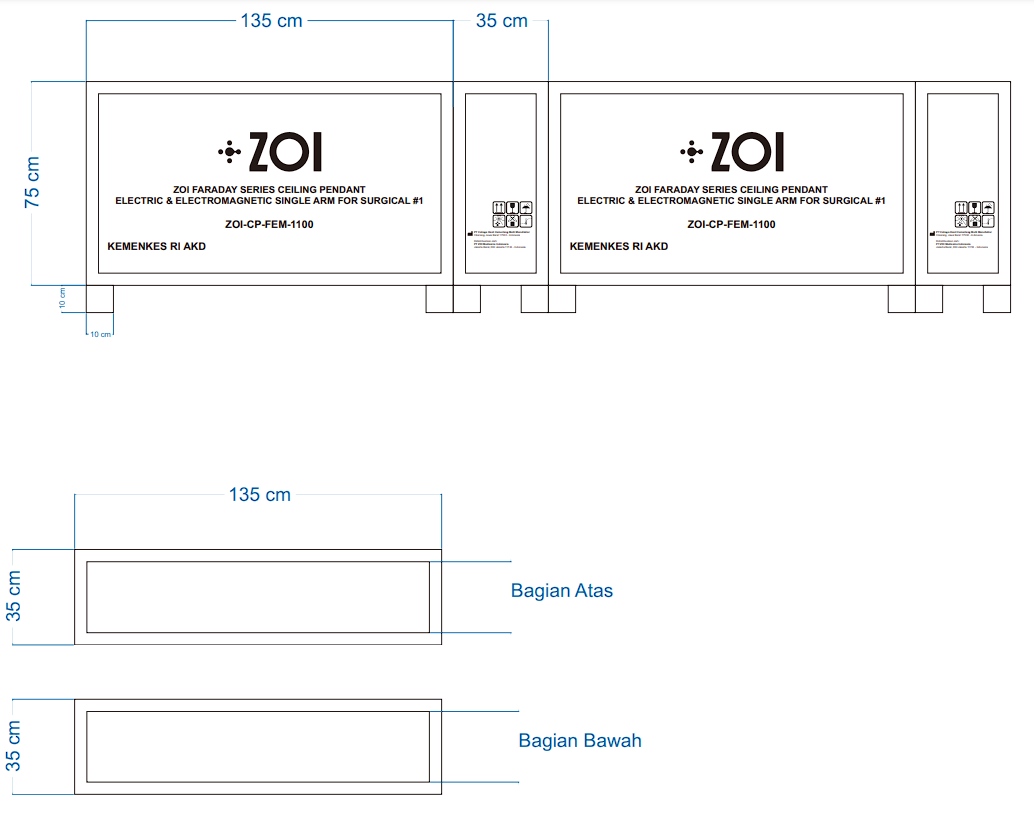 135 cm
35 cm
75 cm
ZOI
ZOI FARADAY SERIES CEILING PENDANT
ELECTRIC & ELECTROMAGNETIC SINGLE ARM FOR SURGICAL #1
ZOI-CP-FEM-1100
KEMENKES RI AKD
ZOI
ZOI FARADAY SERIES CEILING PENDANT
ELECTRIC & ELECTROMAGNETIC SINGLE ARM FOR SURGICAL #1
ZOI-CP-FEM-1100
KEMENKES RI AKD
10 cm
10 cm
135 cm
35 cm
Bagian Atas
35 cm
Bagian Bawah